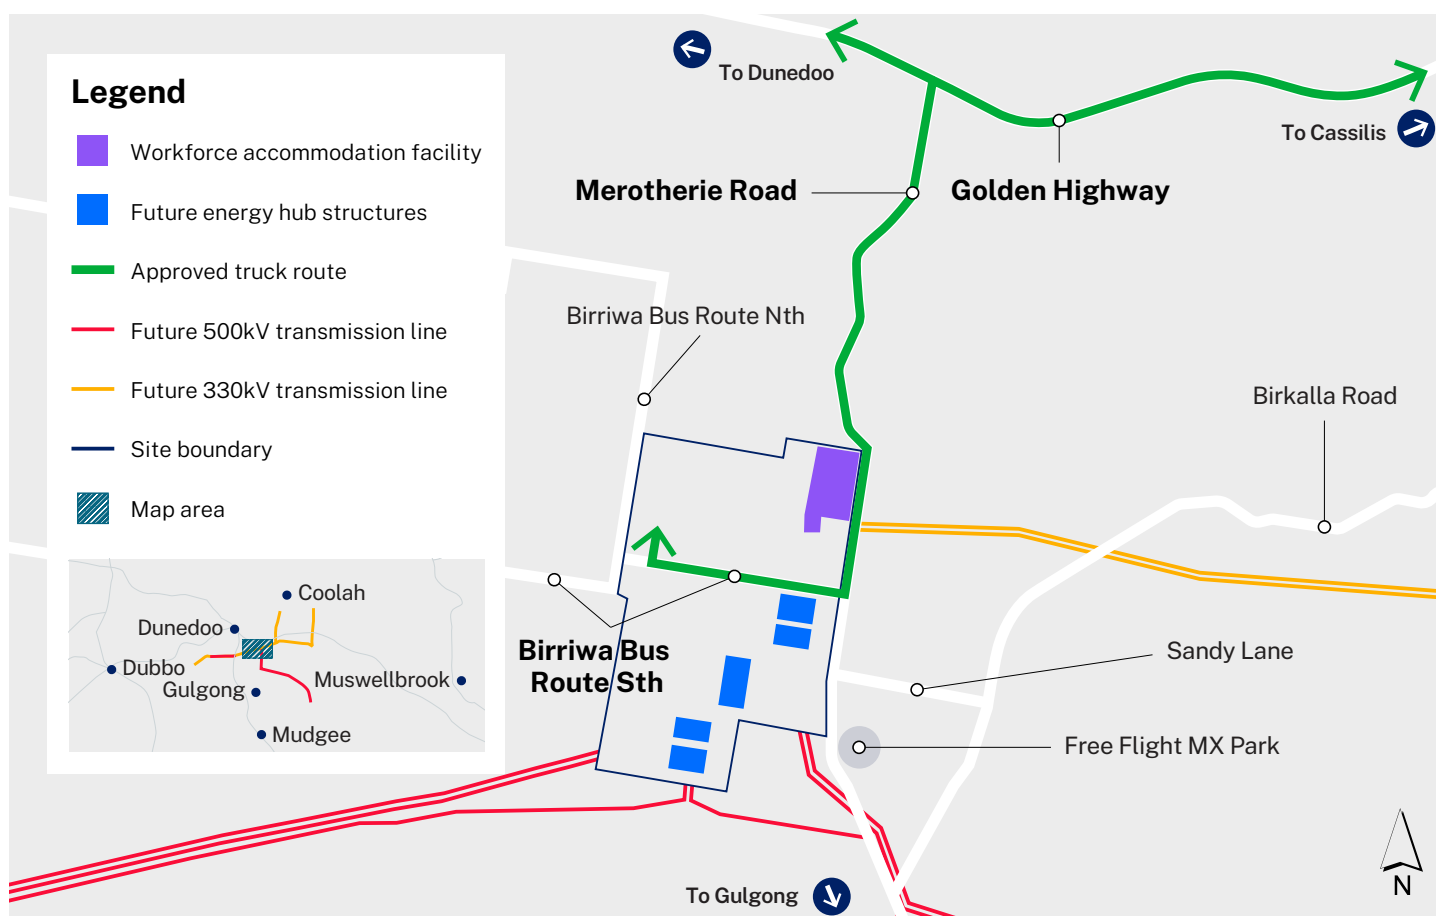 Legend
Workforce accommodation facility
Future energy hub structures
Approved truck route
Future 500kV transmission line
Future 330kV transmission line
Site boundary
Map area
Coolah
Dunedoo
Dubbo
Gulgong
Muswellbrook
Mudgee
To Dunedoo
To Cassilis
Merotherie Road
Golden Highway
Birriwa Bus Route Nth
Birkalla Road
Birriwa Bus
Route Sth
Sandy Lane
Free Flight MX Park
To Gulgong
N